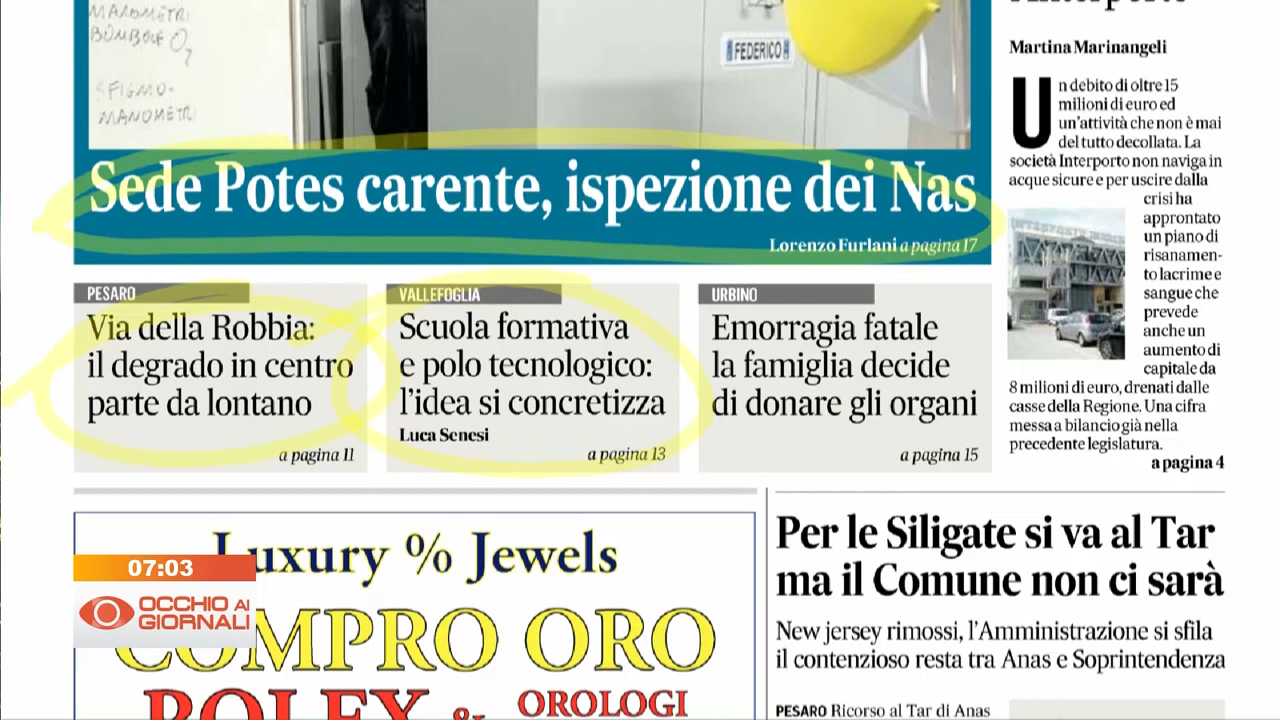 MANOMETRI
BOMBOLE O2
SFIGMO-
MANOMETRI
FEDERICO
Sede Potes carente, ispezione dei Nas
Lorenzo Furlani a pagina 17
PESARO
Via della Robbia:
il degrado in centro
parte da lontano
a pagina 11
VALLEFOGLIA
Scuola formativa
e polo tecnologico:
l'idea si concretizza
Luca Senesi
a pagina 13
URBINO
Emorragia fatale
la famiglia decide
di donare gli organi
a pagina 15
Martina Marinangeli
Un debito di oltre 15
milioni di euro ed
un'attività che non è mai
del tutto decollata. La
società Interporto non naviga in
acque sicure e per uscire dalla
crisi ha
approntato
un piano di
risanamen-
to lacrime e
sangue che
prevede
anche un
aumento di
capitale da
8 milioni di euro, drenati dalle
casse della Regione. Una cifra
messa a bilancio già nella
precedente legislatura.
a pagina 4
Luxury % Jewels
COMPRO ORO
ROLEX & OROLOGI
07:03
OCCHIO AI
GIORNALI
Per le Siligate si va al Tar
ma il Comune non ci sarà
New jersey rimossi, l'Amministrazione si sfila
il contenzioso resta tra Anas e Soprintendenza
PESARO Ricorso al Tar di Anas